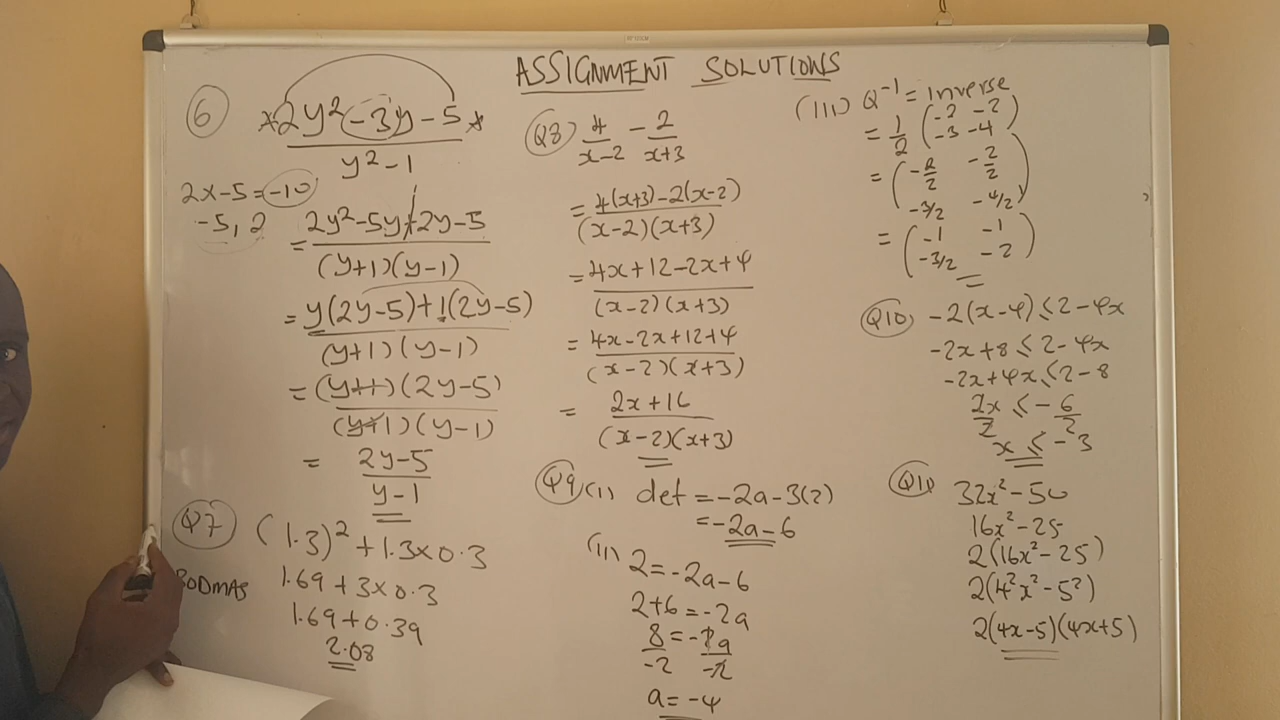 ASSIGNMENT SOLUTIONS
6
*2y² - 3y - 5*
y² - 1
2x-5=-10
-5, 2
= 2y²-5y+2y-5
(y+1)(y-1)
= y(2y-5)+1(2y-5)
(y+1)(y-1)
= (y+1)(2y-5)
(y+1)(y-1)
= 2y-5
y-1
Q7
(1.3)² + 1.3x0.3
BODMAS
1.69 + 3x0.3
1.69+0.39
2.08
Q8
4/x-2 - 2/x+3
= 4(x+3)-2(x-2)
(x-2)(x+3)
= 4x+12-2x+4
(x-2)(x+3)
= 4x-2x+12+4
(x-2)(x+3)
= 2x+16
(x-2)(x+3)
Q9 (i) det = -2a-3(2)
= -2a-6
(ii) 2=-2a-6
2+6=-2a
8/-2 = -2a/-2
a=-4
(iii) Q⁻¹ = inverse
= 1/2 (-2 -2
-3 -4)
= (-2/2 -2/2
-3/2 -4/2)
= (-1 -1
-3/2 -2)
Q10
-2(x-4)≤2-4x
-2x+8≤2-4x
-2x+4x≤2-8
2x/2≤-6/2
x≤-3
Q11
32x²-50
16x²-25
2(16x²-25)
2(4²x²-5²)
2(4x-5)(4x+5)